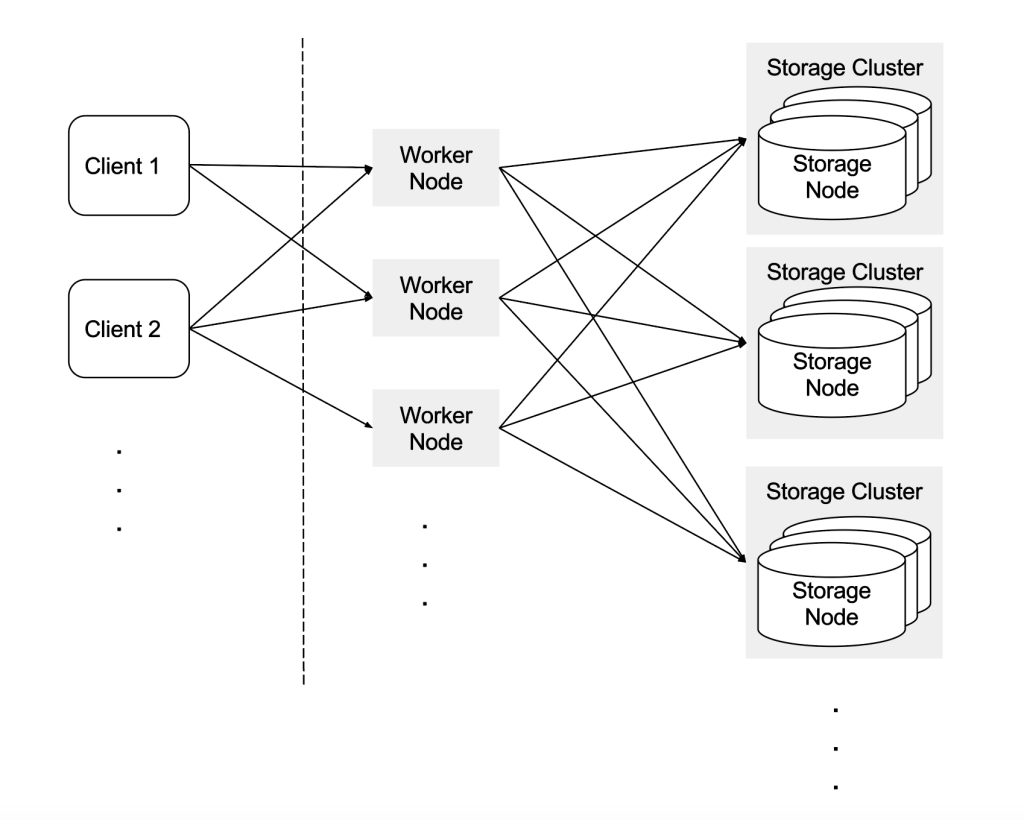 Client 1
Client 2
Worker
Node
Worker
Node
Worker
Node
Storage Cluster
Storage
Node
Storage Cluster
Storage
Node
Storage Cluster
Storage
Node